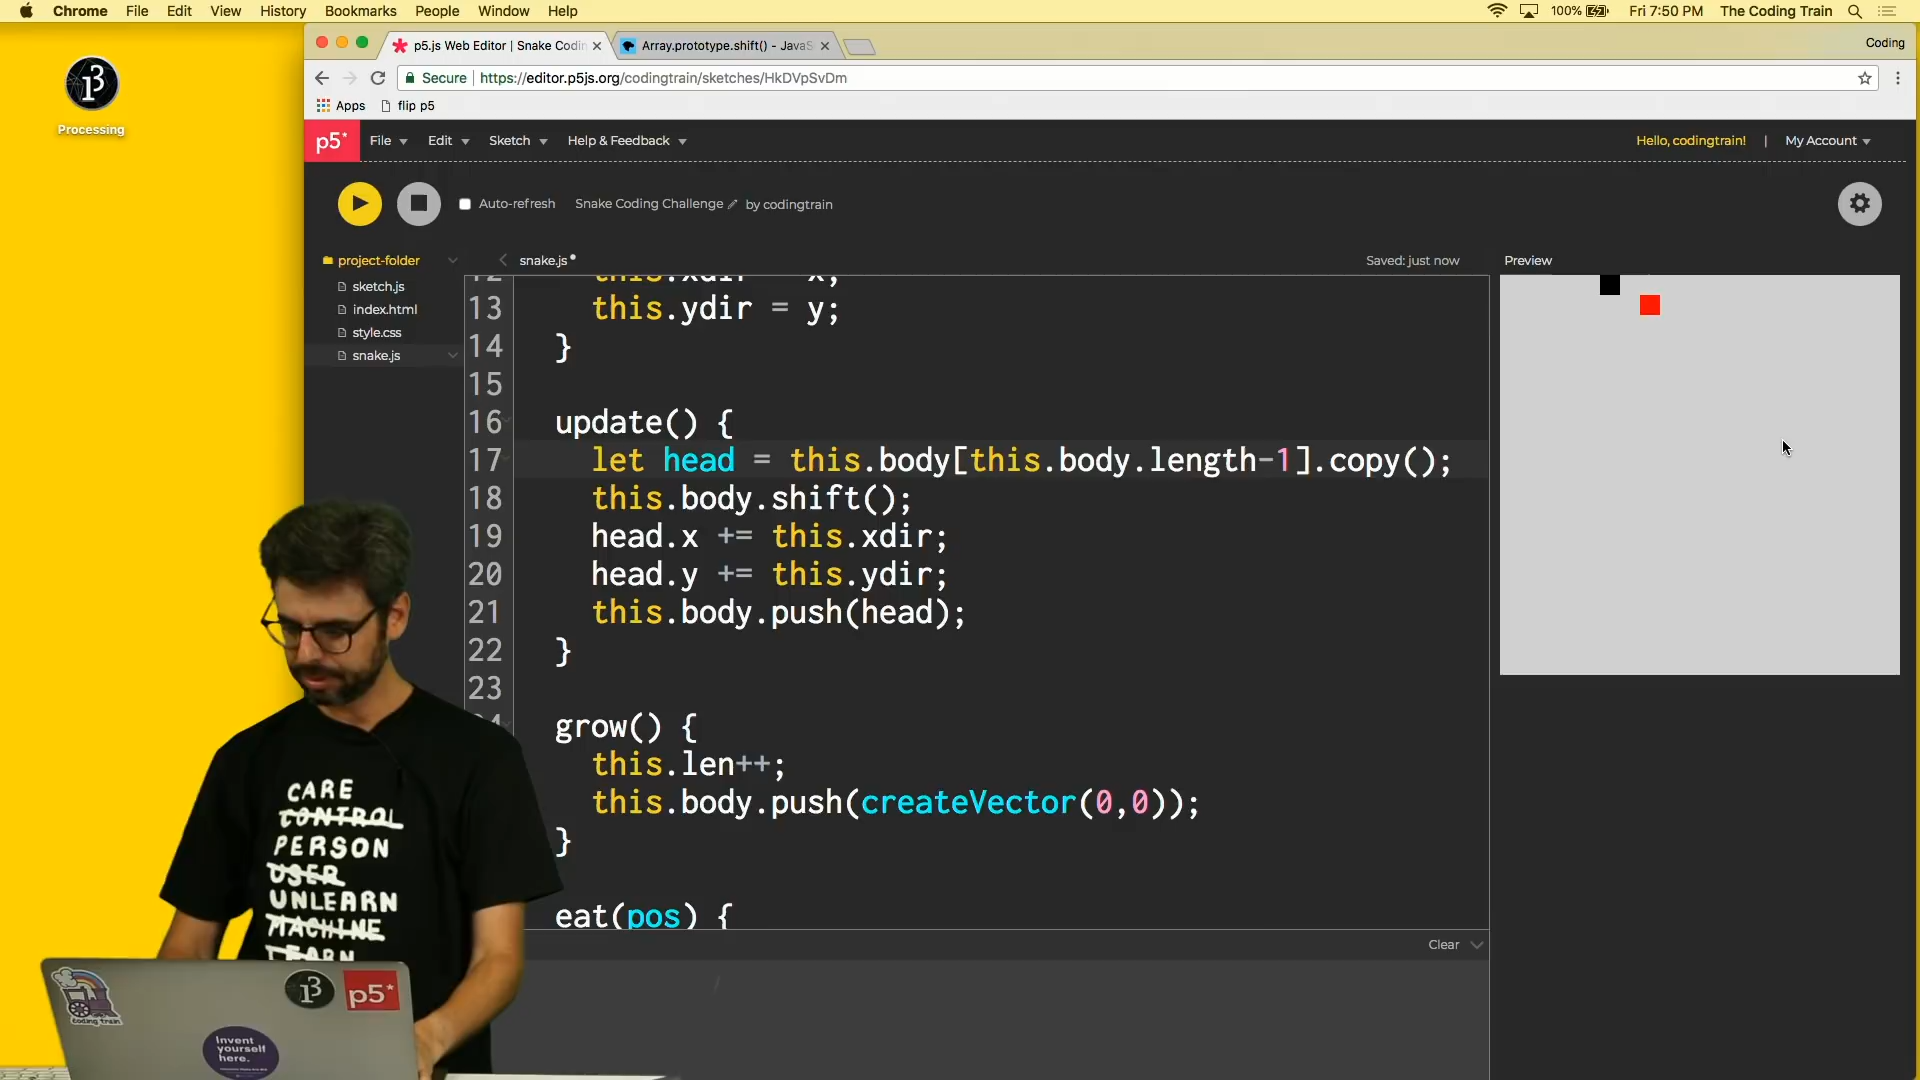 Chrome File Edit View History Bookmarks People Window Help
100% Fri 7:50 PM The Coding Train
p5.js Web Editor | Snake Codin
Array.prototype.shift() - JavaS
Coding
Secure | https://editor.p5js.org/codingtrain/sketches/HkDVpSvDm
Apps flip p5
Processing
p5* File Edit Sketch Help & Feedback
Hello, codingtrain! | My Account
Auto-refresh Snake Coding Challenge by codingtrain
project-folder
sketch.js
index.html
style.css
snake.js
snake.js
Saved: just now
Preview
12 this.xdir = x;
13 this.ydir = y;
14 }
15
16 update() {
17 let head = this.body[this.body.length-1].copy();
18 this.body.shift();
19 head.x += this.xdir;
20 head.y += this.ydir;
21 this.body.push(head);
22 }
23
24 grow() {
this.len++;
this.body.push(createVector(0,0));
}
eat(pos) {
Clear
CARE
CONTROL
PERSON
USER
UNLEARN
MACHINE
LEARN
coding train
p5*
Invent
yourself
here.